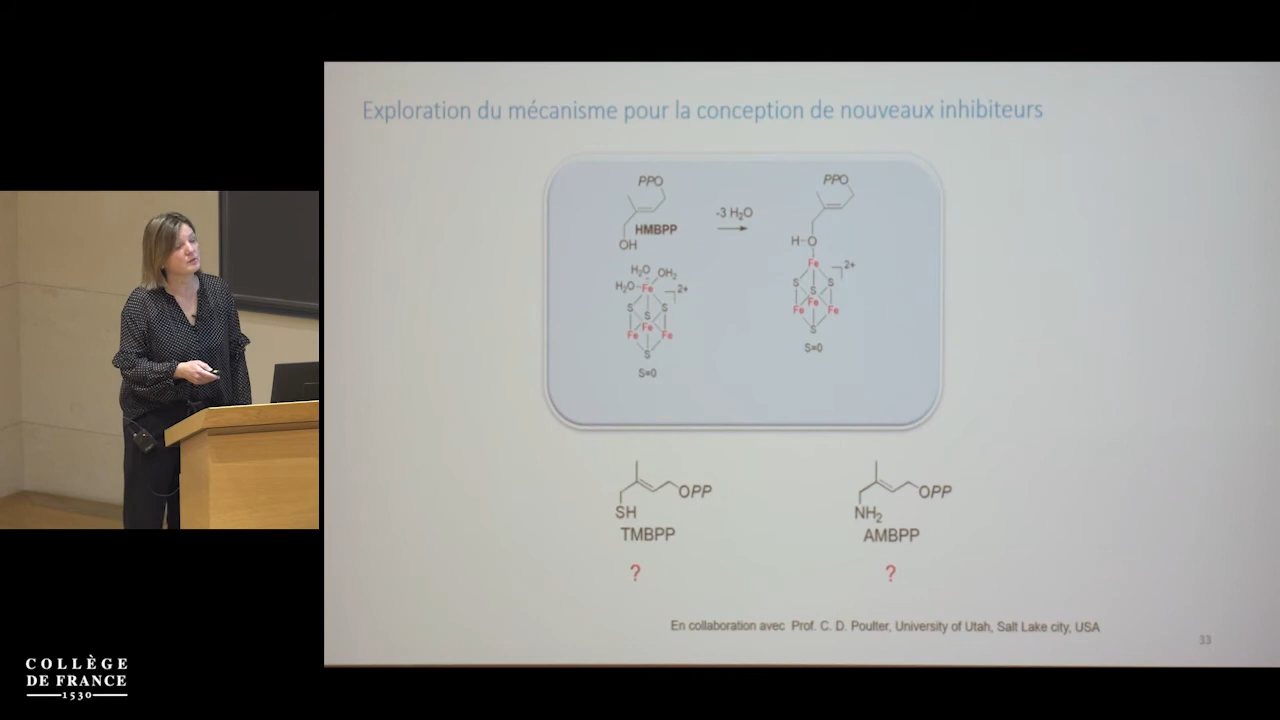 Exploration du mécanisme pour la conception de nouveaux inhibiteurs
PPO
HMBPP
OH
-3 H₂O
PPO
H-O
Fe
2+
S
S
S
Fe
Fe
Fe
S
S=0
H₂O
OH₂
H₂O
Fe
2+
S
S
S
Fe
Fe
Fe
S
S=0
OPP
SH
TMBPP
?
OPP
NH₂
AMBPP
?
En collaboration avec Prof. C. D. Poulter, University of Utah, Salt Lake city, USA
33
COLLÈGE
DE FRANCE
1530